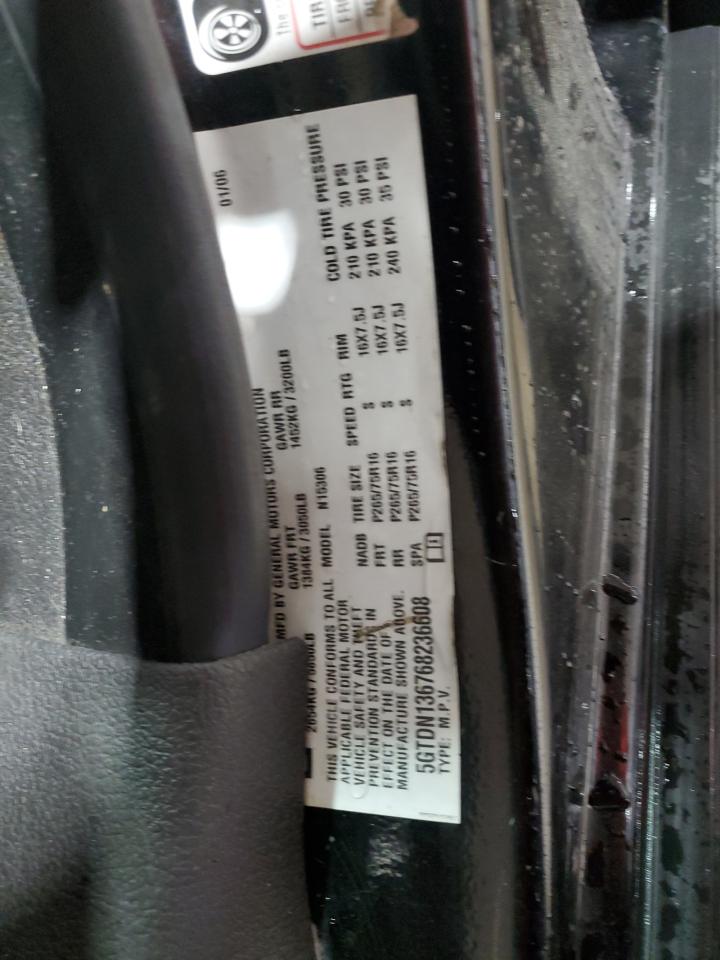 01/06
MFD BY GENERAL MOTORS CORPORATION
GAWR FRT GAWR RR
1384KG / 3050LB 1452KG / 3200LB
THIS VEHICLE CONFORMS TO ALL
APPLICABLE FEDERAL MOTOR
VEHICLE SAFETY AND THEFT
PREVENTION STANDARDS IN
EFFECT ON THE DATE OF
MANUFACTURE SHOWN ABOVE.
5GTDN136768236608
TYPE: M.P.V.
MODEL N15306
COLD TIRE PRESSURE
NADB TIRE SIZE SPEED RTG RIM
FRT P265/75R16 S 16X7.5J 210 KPA 30 PSI
RR P265/75R16 S 16X7.5J 210 KPA 30 PSI
SPA P265/75R16 S 16X7.5J 240 KPA 35 PSI